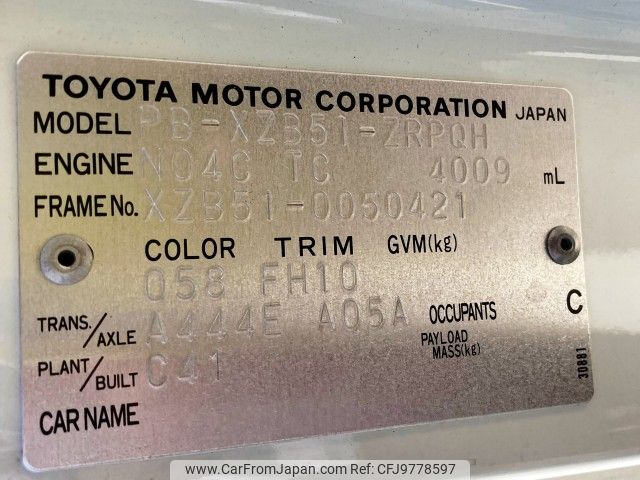 TOYOTA MOTOR CORPORATION JAPAN
MODEL PB-XZB51-ZRPQH
ENGINE N04C TC 4009 mL
FRAME No. XZB51-0050421
COLOR TRIM GVM(kg)
Q58 FH10
TRANS./AXLE A444E A05A OCCUPANTS C
PAYLOAD
MASS(kg)
PLANT/BUILT C41
30881
CAR NAME
www.CarFromJapan.com ID:CFJ9778597